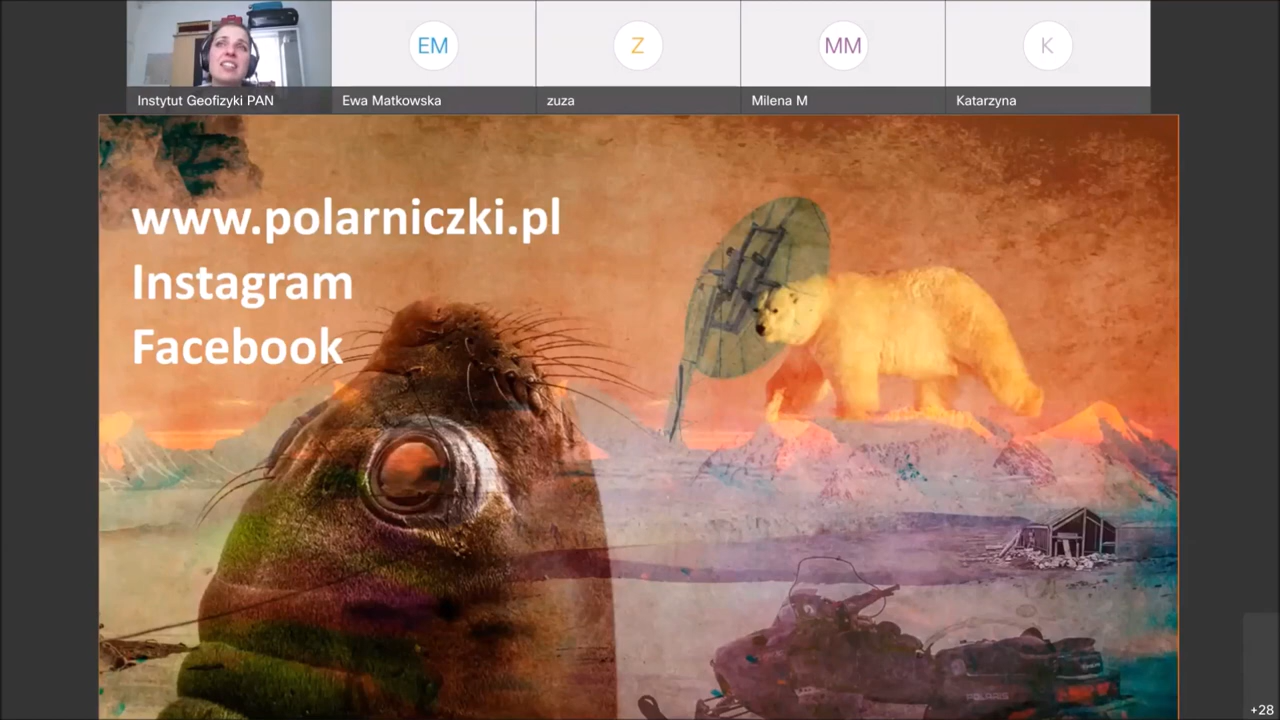 EM
Z
MM
K
Instytut Geofizyki PAN
Ewa Matkowska
zuza
Milena M
Katarzyna
www.polarniczki.pl
Instagram
Facebook
POLARIS
+28